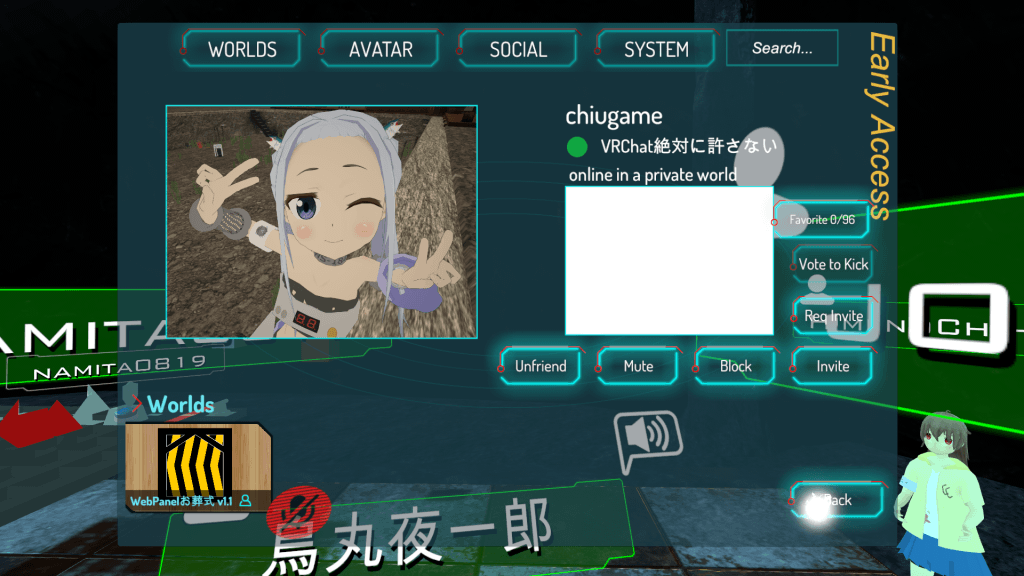 WORLDS
AVATAR
SOCIAL
SYSTEM
Search...
Early Access
chiugame
VRChat絶対に許さない
online in a private world
Favorite 0/96
Vote to Kick
Req Invite
Unfriend
Mute
Block
Invite
NAMITA0819
Worlds
WebPanelお葬式 v1.1
烏丸夜一郎